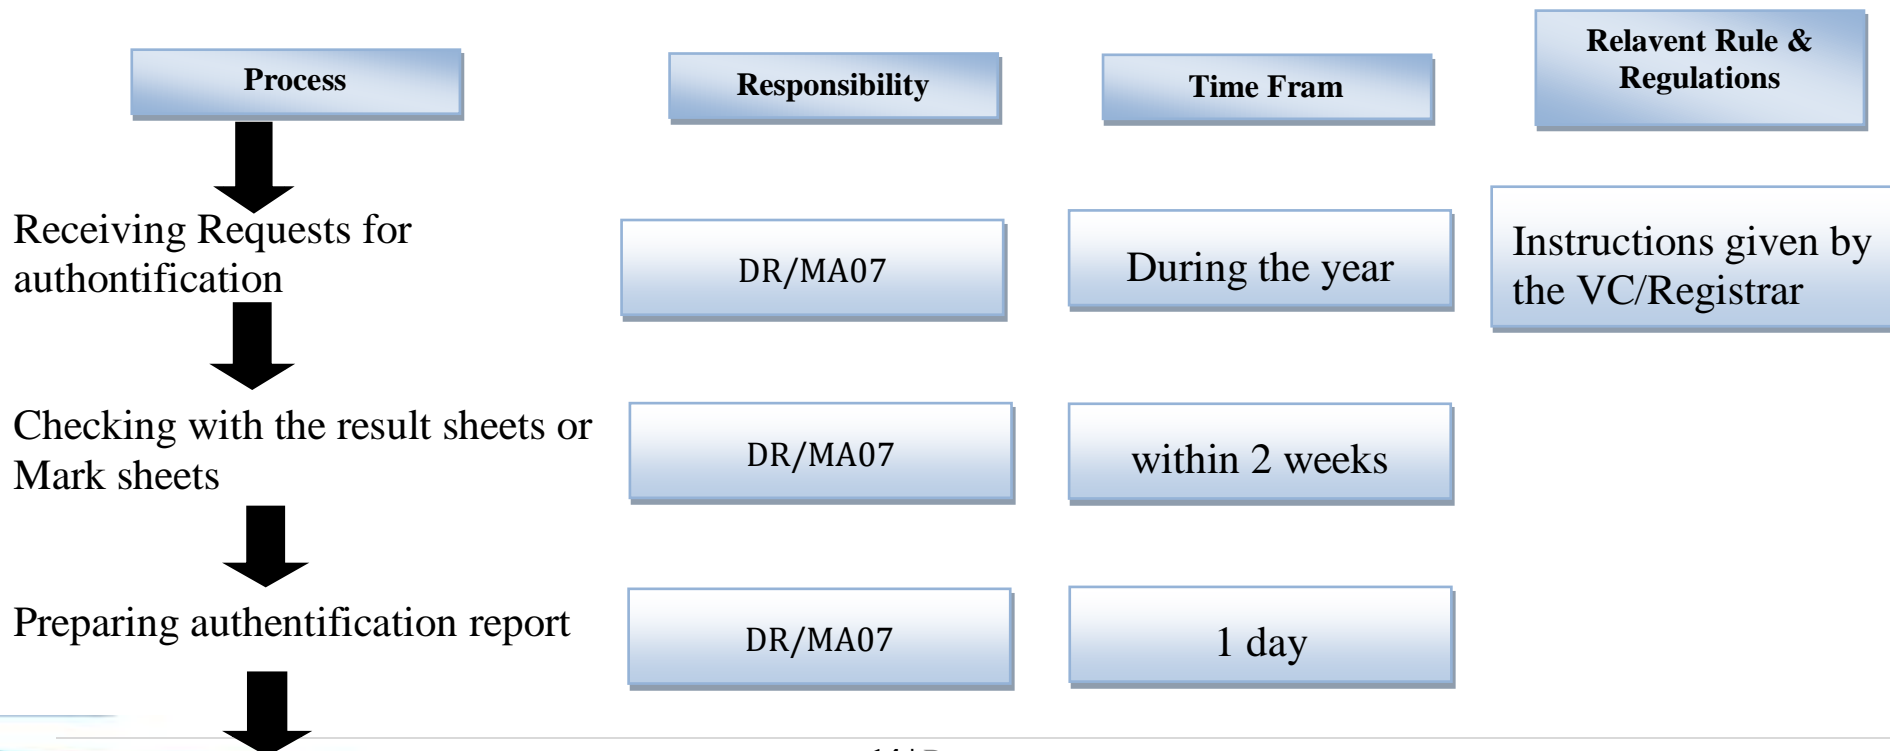 Process
Responsibility
Time Fram
Relavent Rule &
Regulations
Receiving Requests for
authontification
DR/MA07
During the year
Instructions given by
the VC/Registrar
Checking with the result sheets or
Mark sheets
DR/MA07
within 2 weeks
Preparing authentification report
DR/MA07
1 day